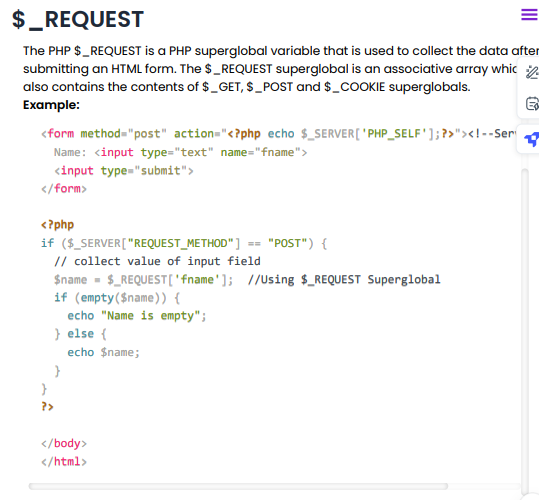 $_REQUEST
The PHP $_REQUEST is a PHP superglobal variable that is used to collect the data after
submitting an HTML form. The $_REQUEST superglobal is an associative array
also contains the contents of $_GET, $_POST and $_COOKIE superglobals.
Example:
<form method="post" action="<?php echo $_SERVER['PHP_SELF'];?>"><!--Ser
Name: <input type="text" name="fname">
<input type="submit">
</form>
<?php
if ($_SERVER["REQUEST_METHOD"] == "POST") {
// collect value of input field
$name = $_REQUEST['fname']; //Using $_REQUEST Superglobal
if (empty($name)) {
echo "Name is empty";
} else {
echo $name;
}
}
?>
</body>
</html>